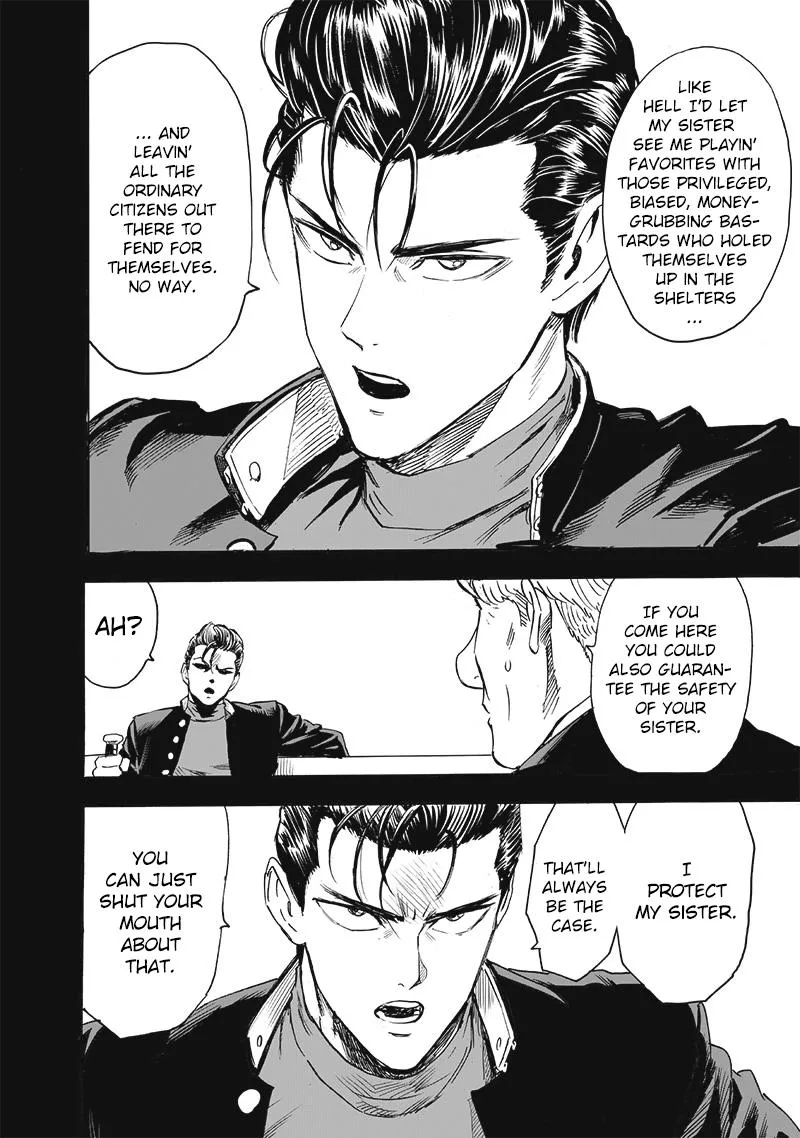 LIKE
HELL I'D LET
MY SISTER
SEE ME PLAYIN'
FAVORITES WITH
THOSE PRIVILEGED,
BIASED, MONEY-
GRUBBING BAS-
TARDS WHO HOLED
THEMSELVES
UP IN THE
SHELTERS
...
... AND
LEAVIN'
ALL THE
ORDINARY
CITIZENS OUT
THERE TO
FEND FOR
THEMSELVES.
NO WAY.
IF YOU
COME HERE
YOU COULD
ALSO GUARAN-
TEE THE SAFETY
OF YOUR
SISTER.
AH?
I
PROTECT
MY SISTER.
THAT'LL
ALWAYS
BE THE
CASE.
YOU
CAN JUST
SHUT YOUR
MOUTH
ABOUT
THAT.